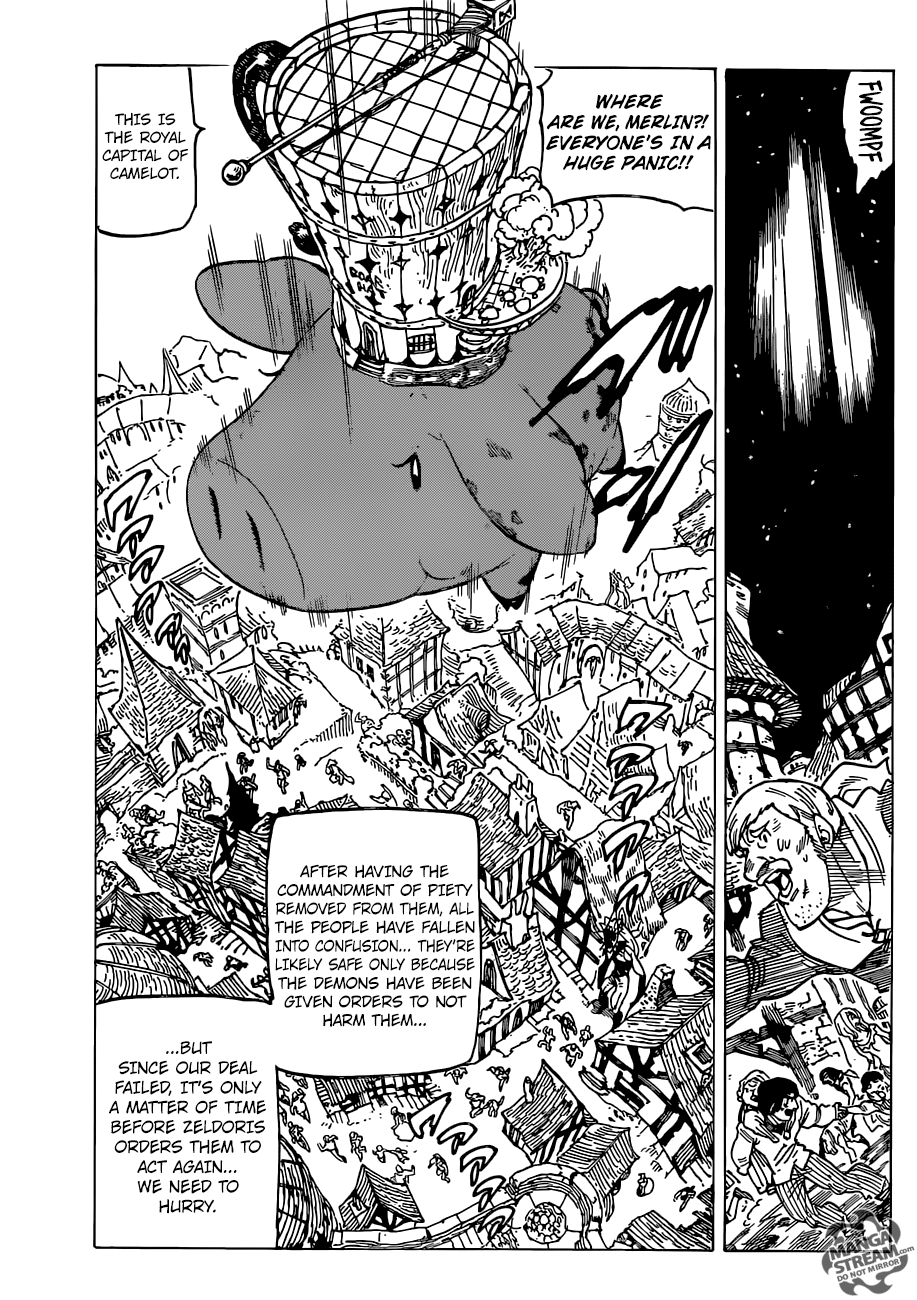 FWOOMPF
WHERE
ARE WE, MERLIN?!
EVERYONE'S IN A
HUGE PANIC!!
THIS IS
THE ROYAL
CAPITAL OF
CAMELOT.
BOAR
HAT
AFTER HAVING THE
COMMANDMENT OF PIETY
REMOVED FROM THEM, ALL
THE PEOPLE HAVE FALLEN
INTO CONFUSION... THEY'RE
LIKELY SAFE ONLY BECAUSE
THE DEMONS HAVE BEEN
GIVEN ORDERS TO NOT
HARM THEM...
...BUT
SINCE OUR DEAL
FAILED, IT'S ONLY
A MATTER OF TIME
BEFORE ZELDORIS
ORDERS THEM TO
ACT AGAIN...
WE NEED TO
HURRY.
MANGA
STREAM.com
DO NOT MIRROR